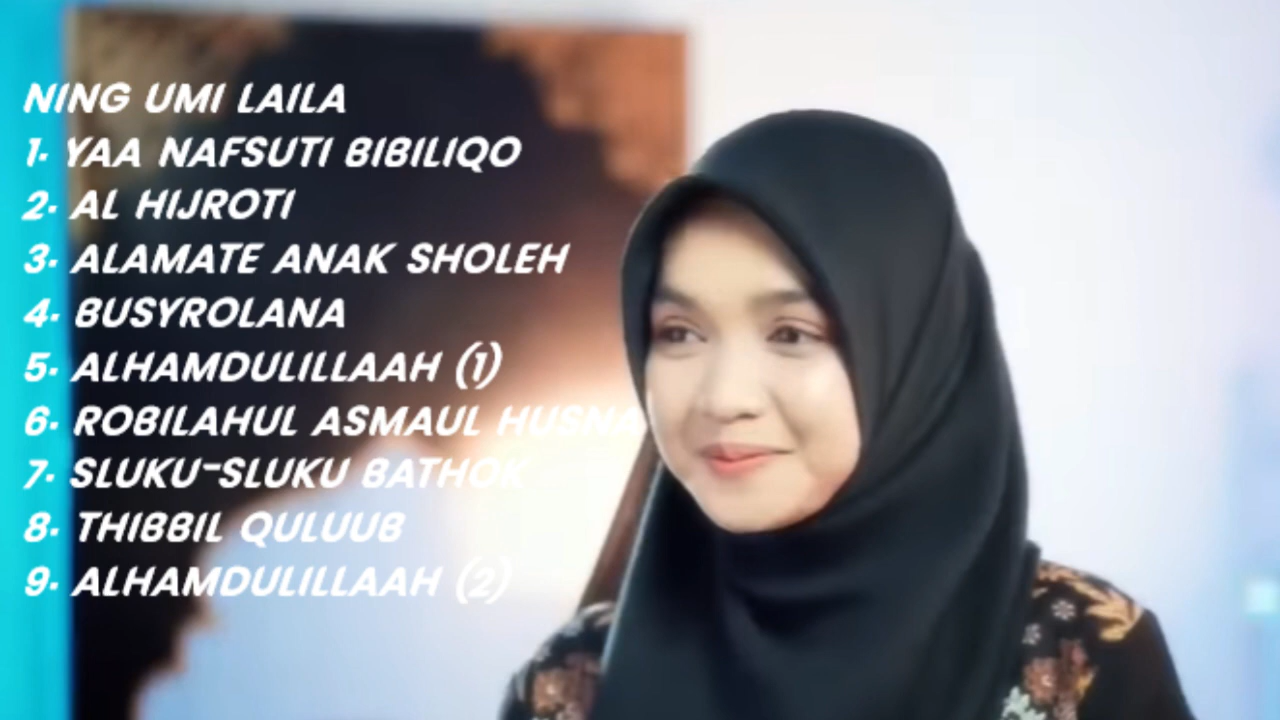 NING UMI LAILA
1. YAA NAFSUTI BIBILIQO
2. AL HIJROTI
3. ALAMATE ANAK SHOLEH
4. BUSYROLANA
5. ALHAMDULILLAAH (1)
6. ROBILAHUL ASMAUL HUSNA
7. SLUKU-SLUKU BATHOK
8. THIBBIL QULUUB
9. ALHAMDULILLAAH (2)